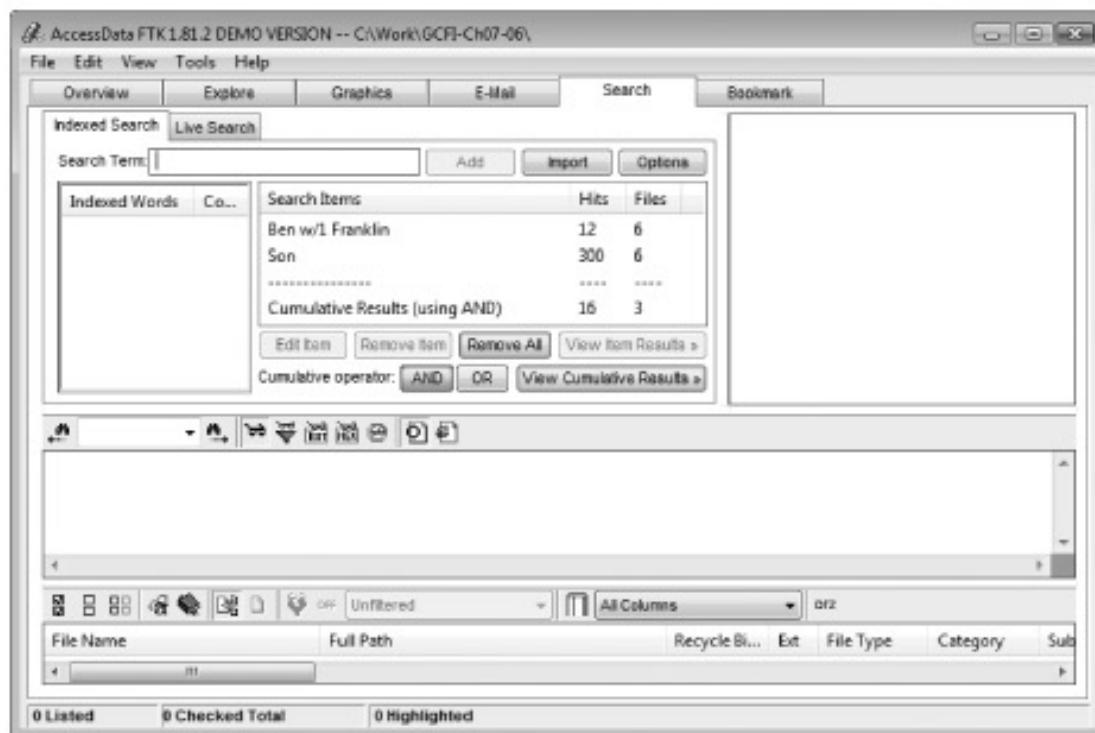 AccessData FTK 1.81.2 DEMO VERSION -- C:\Work\GCFI-Ch07-06\
File Edit View Tools Help
Overview Explore Graphics E-Mail Search Bookmark
Indexed Search Live Search
Search Term: Add Import Options
Indexed Words Co... Search Items Hits Files
Ben w/1 Franklin 12 6
Son 300 6
--------------- ---- ----
Cumulative Results (using AND) 16 3
Edit Item Remove Item Remove All View Item Results »
Cumulative operator: AND OR View Cumulative Results »
OFF Unfiltered All Columns
File Name Full Path Recycle Bi... Ext File Type Category Sub
0 Listed 0 Checked Total 0 Highlighted